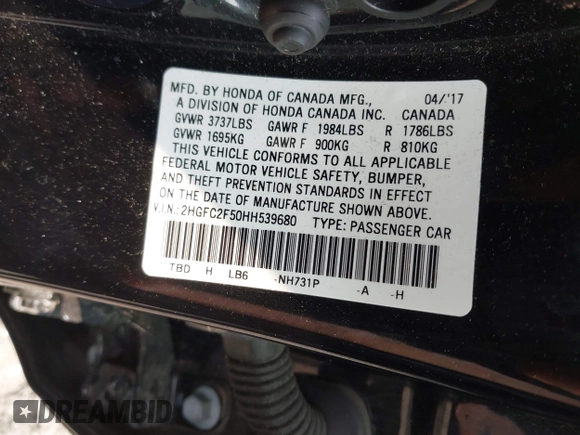 MFD. BY HONDA OF CANADA MFG., 04/'17
A DIVISION OF HONDA CANADA INC. CANADA
GVWR 3737LBS GAWR F 1984LBS R 1786LBS
GVWR 1695KG GAWR F 900KG R 810KG
THIS VEHICLE CONFORMS TO ALL APPLICABLE
FEDERAL MOTOR VEHICLE SAFETY, BUMPER,
AND THEFT PREVENTION STANDARDS IN EFFECT
ON THE DATE OF MANUFACTURE SHOWN ABOVE.
V.I.N.:2HGFC2F50HH539680 TYPE: PASSENGER CAR
TBD H LB6 -NH731P -A -H
DREAMBID